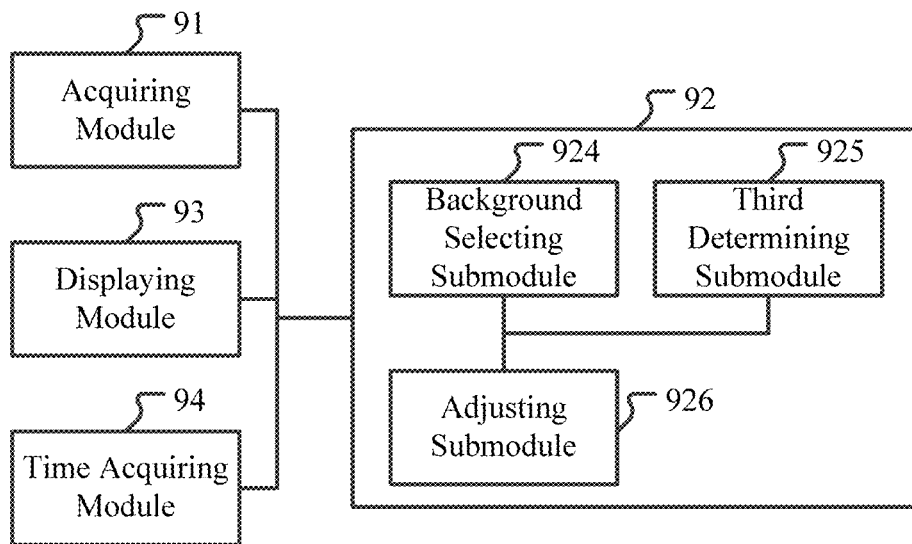 91
Acquiring
Module
93
Displaying
Module
94
Time Acquiring
Module
92
924
Background
Selecting
Submodule
925
Third
Determining
Submodule
926
Adjusting
Submodule